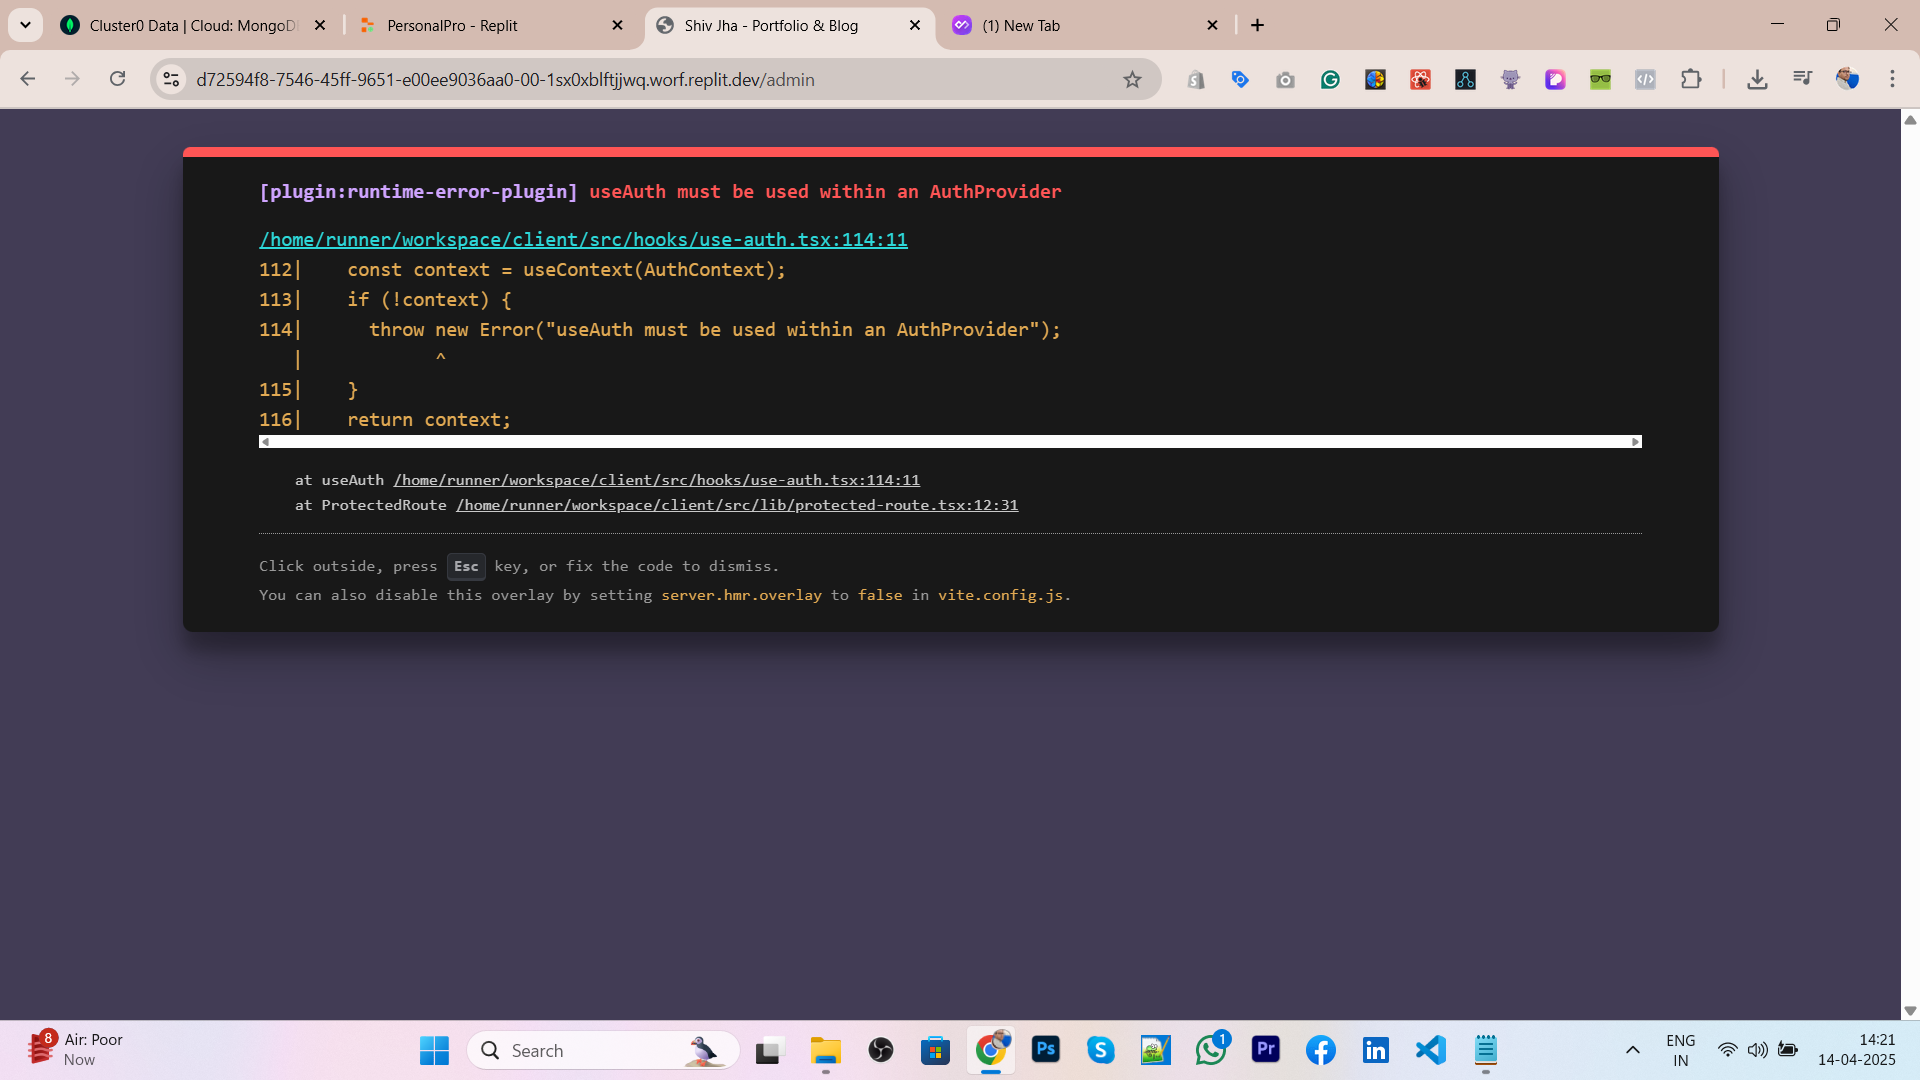 Cluster0 Data | Cloud: MongoD
PersonalPro - Replit
Shiv Jha - Portfolio & Blog
(1) New Tab
d72594f8-7546-45ff-9651-e00ee9036aa0-00-1sx0xblftjjwq.worf.replit.dev/admin
[plugin:runtime-error-plugin] useAuth must be used within an AuthProvider
/home/runner/workspace/client/src/hooks/use-auth.tsx:114:11
112|    const context = useContext(AuthContext);
113|    if (!context) {
114|      throw new Error("useAuth must be used within an AuthProvider");
   |            ^
115|    }
116|    return context;
at useAuth /home/runner/workspace/client/src/hooks/use-auth.tsx:114:11
at ProtectedRoute /home/runner/workspace/client/src/lib/protected-route.tsx:12:31
Click outside, press Esc key, or fix the code to dismiss.
You can also disable this overlay by setting server.hmr.overlay to false in vite.config.js.
8
Air: Poor
Now
Search
Ps
1
Pr
in
ENG
IN
14:21
14-04-2025